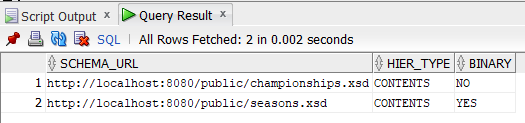 Script Output x Query Result x
SQL | All Rows Fetched: 2 in 0.002 seconds
SCHEMA_URL HIER_TYPE BINARY
1 http://localhost:8080/public/championships.xsd CONTENTS NO
2 http://localhost:8080/public/seasons.xsd CONTENTS YES